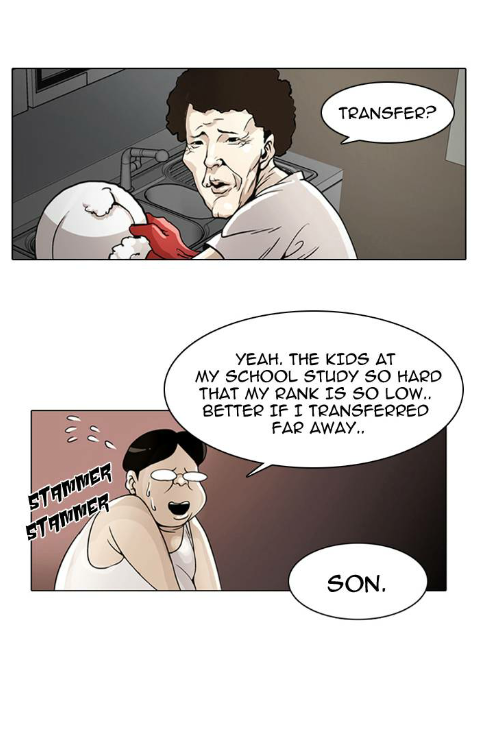 TRANSFER?
YEAH. THE KIDS AT
MY SCHOOL STUDY SO HARD
THAT MY RANK IS SO LOW..
BETTER IF I TRANSFERRED
FAR AWAY..
STAMMER
STAMMER
SON.